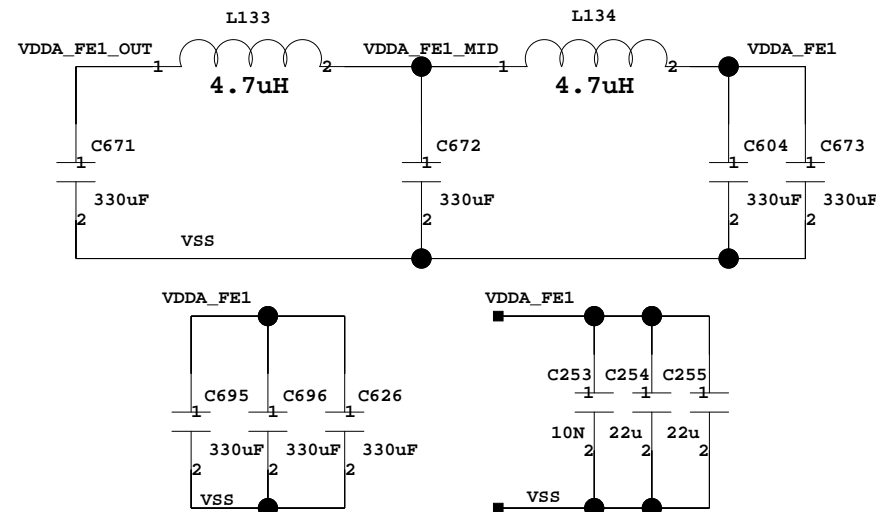 L133 L134
VDDA_FE1_OUT VDDA_FE1_MID VDDA_FE1
1 2 1 2
4.7uH 4.7uH
C671 C672 C604 C673
1 1 1 1
330uF 330uF 330uF 330uF
2 2 2 2
VSS
VDDA_FE1 VDDA_FE1
C253 C254 C255
C695 C696 C626 1 1 1
1 1 1
10N 22u 22u
330uF 330uF 330uF 2 2 2
2 2 2
VSS VSS